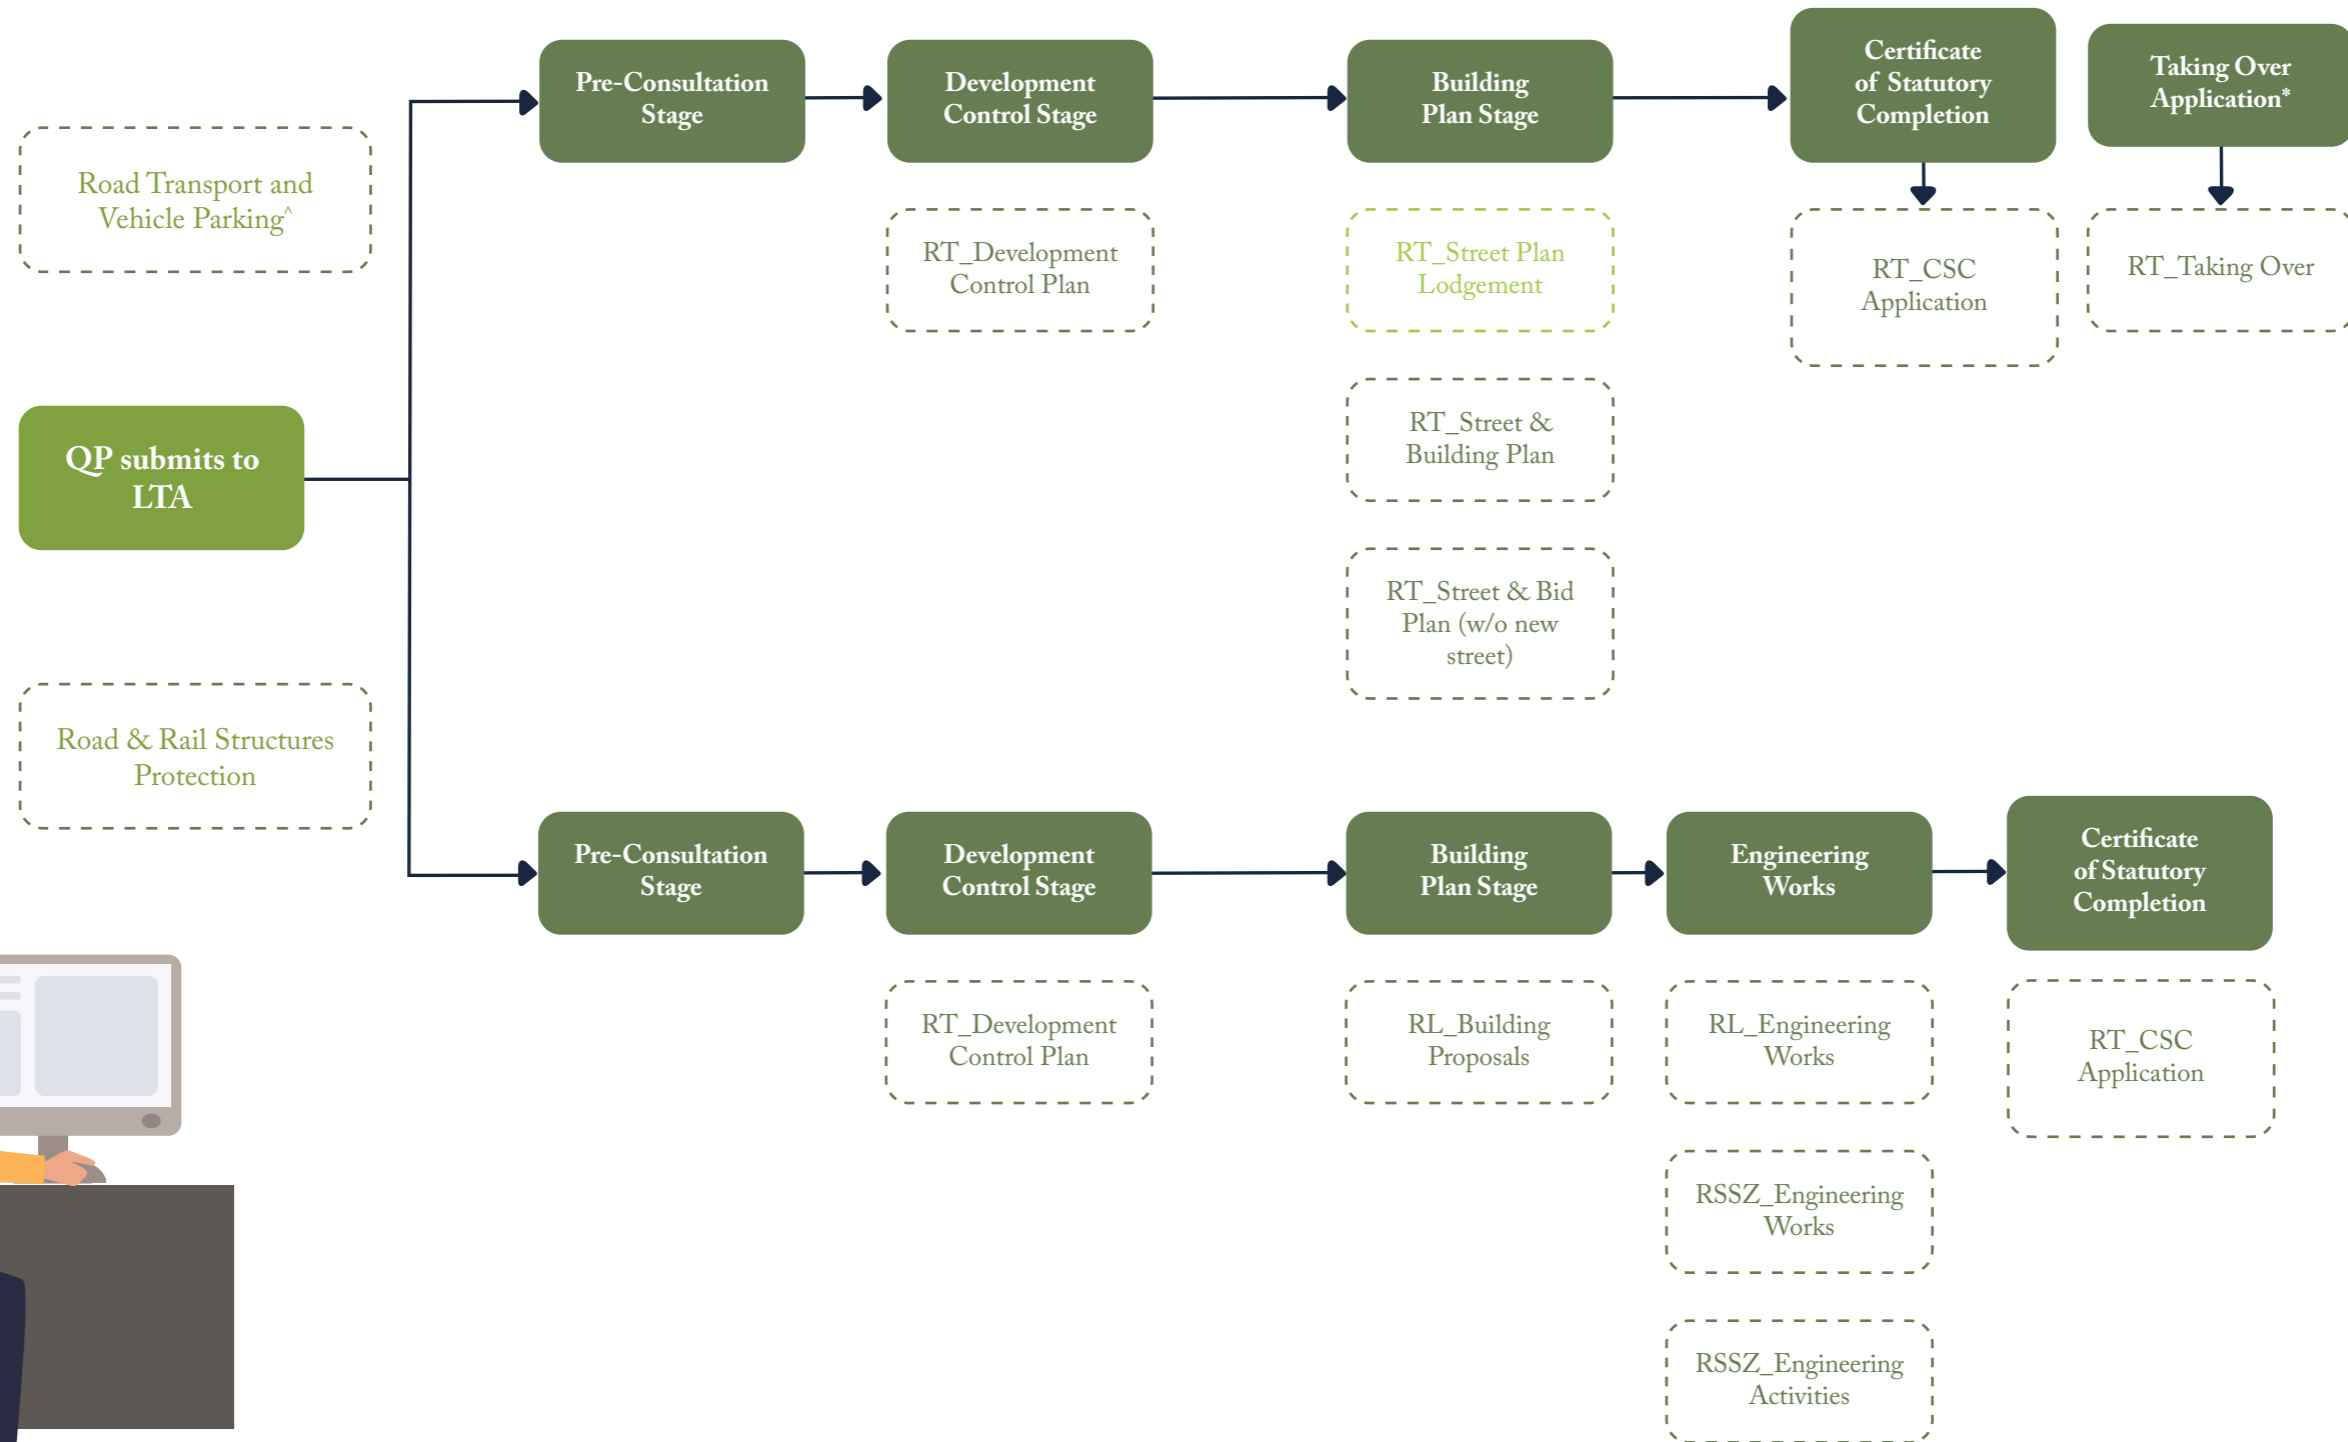 Road Transport and
Vehicle Parking^
QP submits to
LTA
Road & Rail Structures
Protection
Pre-Consultation
Stage
Development
Control Stage
Building
Plan Stage
Certificate
of Statutory
Completion
Taking Over
Application*
RT_Development
Control Plan
RT_Street Plan
Lodgement
RT_Street &
Building Plan
RT_Street & Bid
Plan (w/o new
street)
RT_CSC
Application
RT_Taking Over
Pre-Consultation
Stage
Development
Control Stage
Building
Plan Stage
Engineering
Works
Certificate
of Statutory
Completion
RT_Development
Control Plan
RL_Building
Proposals
RL_Engineering
Works
RSSZ_Engineering
Works
RSSZ_Engineering
Activities
RT_CSC
Application